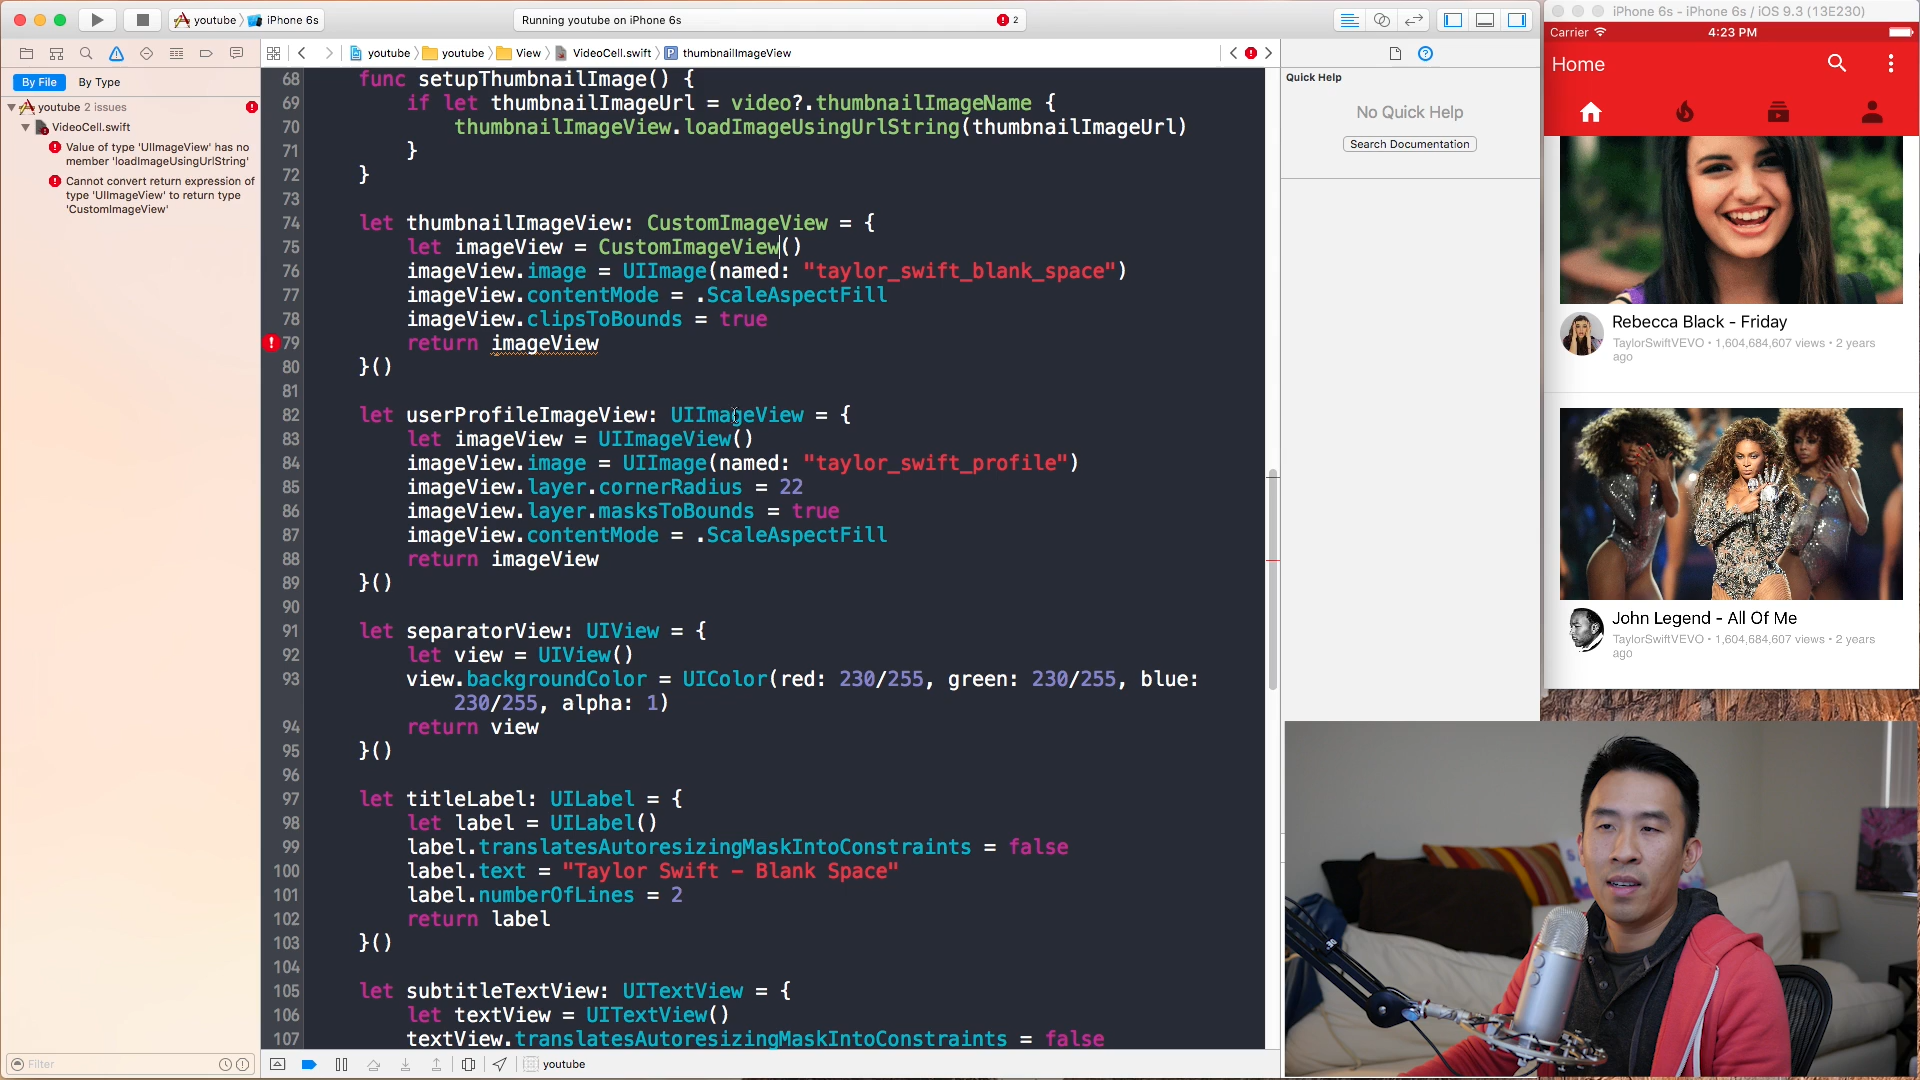 youtube
iPhone 6s
Running youtube on iPhone 6s
2
youtube
youtube
View
VideoCell.swift
thumbnailImageView
By File
By Type
youtube 2 issues
VideoCell.swift
Value of type 'UIImageView' has no
member 'loadImageUsingUrlString'
Cannot convert return expression of
type 'UIImageView' to return type
'CustomImageView'
68 func setupThumbnailImage() {
69 if let thumbnailImageUrl = video?.thumbnailImageName {
70 thumbnailImageView.loadImageUsingUrlString(thumbnailImageUrl)
71 }
72 }
73
74 let thumbnailImageView: CustomImageView = {
75 let imageView = CustomImageView()
76 imageView.image = UIImage(named: "taylor_swift_blank_space")
77 imageView.contentMode = .ScaleAspectFill
78 imageView.clipsToBounds = true
79 return imageView
80 }()
81
82 let userProfileImageView: UIImageView = {
83 let imageView = UIImageView()
84 imageView.image = UIImage(named: "taylor_swift_profile")
85 imageView.layer.cornerRadius = 22
86 imageView.layer.masksToBounds = true
87 imageView.contentMode = .ScaleAspectFill
88 return imageView
89 }()
90
91 let separatorView: UIView = {
92 let view = UIView()
93 view.backgroundColor = UIColor(red: 230/255, green: 230/255, blue:
230/255, alpha: 1)
94 return view
95 }()
96
97 let titleLabel: UILabel = {
98 let label = UILabel()
99 label.translatesAutoresizingMaskIntoConstraints = false
100 label.text = "Taylor Swift - Blank Space"
101 label.numberOfLines = 2
102 return label
103 }()
104
105 let subtitleTextView: UITextView = {
106 let textView = UITextView()
107 textView.translatesAutoresizingMaskIntoConstraints = false
Filter
youtube
Quick Help
No Quick Help
Search Documentation
iPhone 6s - iPhone 6s / iOS 9.3 (13E230)
Carrier
4:23 PM
Home
Rebecca Black - Friday
TaylorSwiftVEVO • 1,604,684,607 views • 2 years
ago
John Legend - All Of Me
TaylorSwiftVEVO • 1,604,684,607 views • 2 years
ago